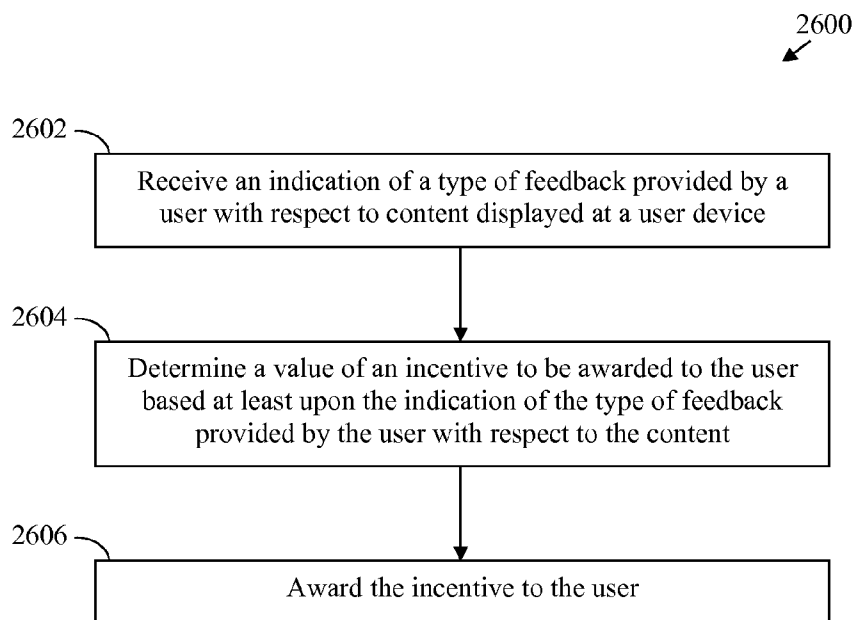 2600
2602
Receive an indication of a type of feedback provided by a
user with respect to content displayed at a user device
2604
Determine a value of an incentive to be awarded to the user
based at least upon the indication of the type of feedback
provided by the user with respect to the content
2606
Award the incentive to the user